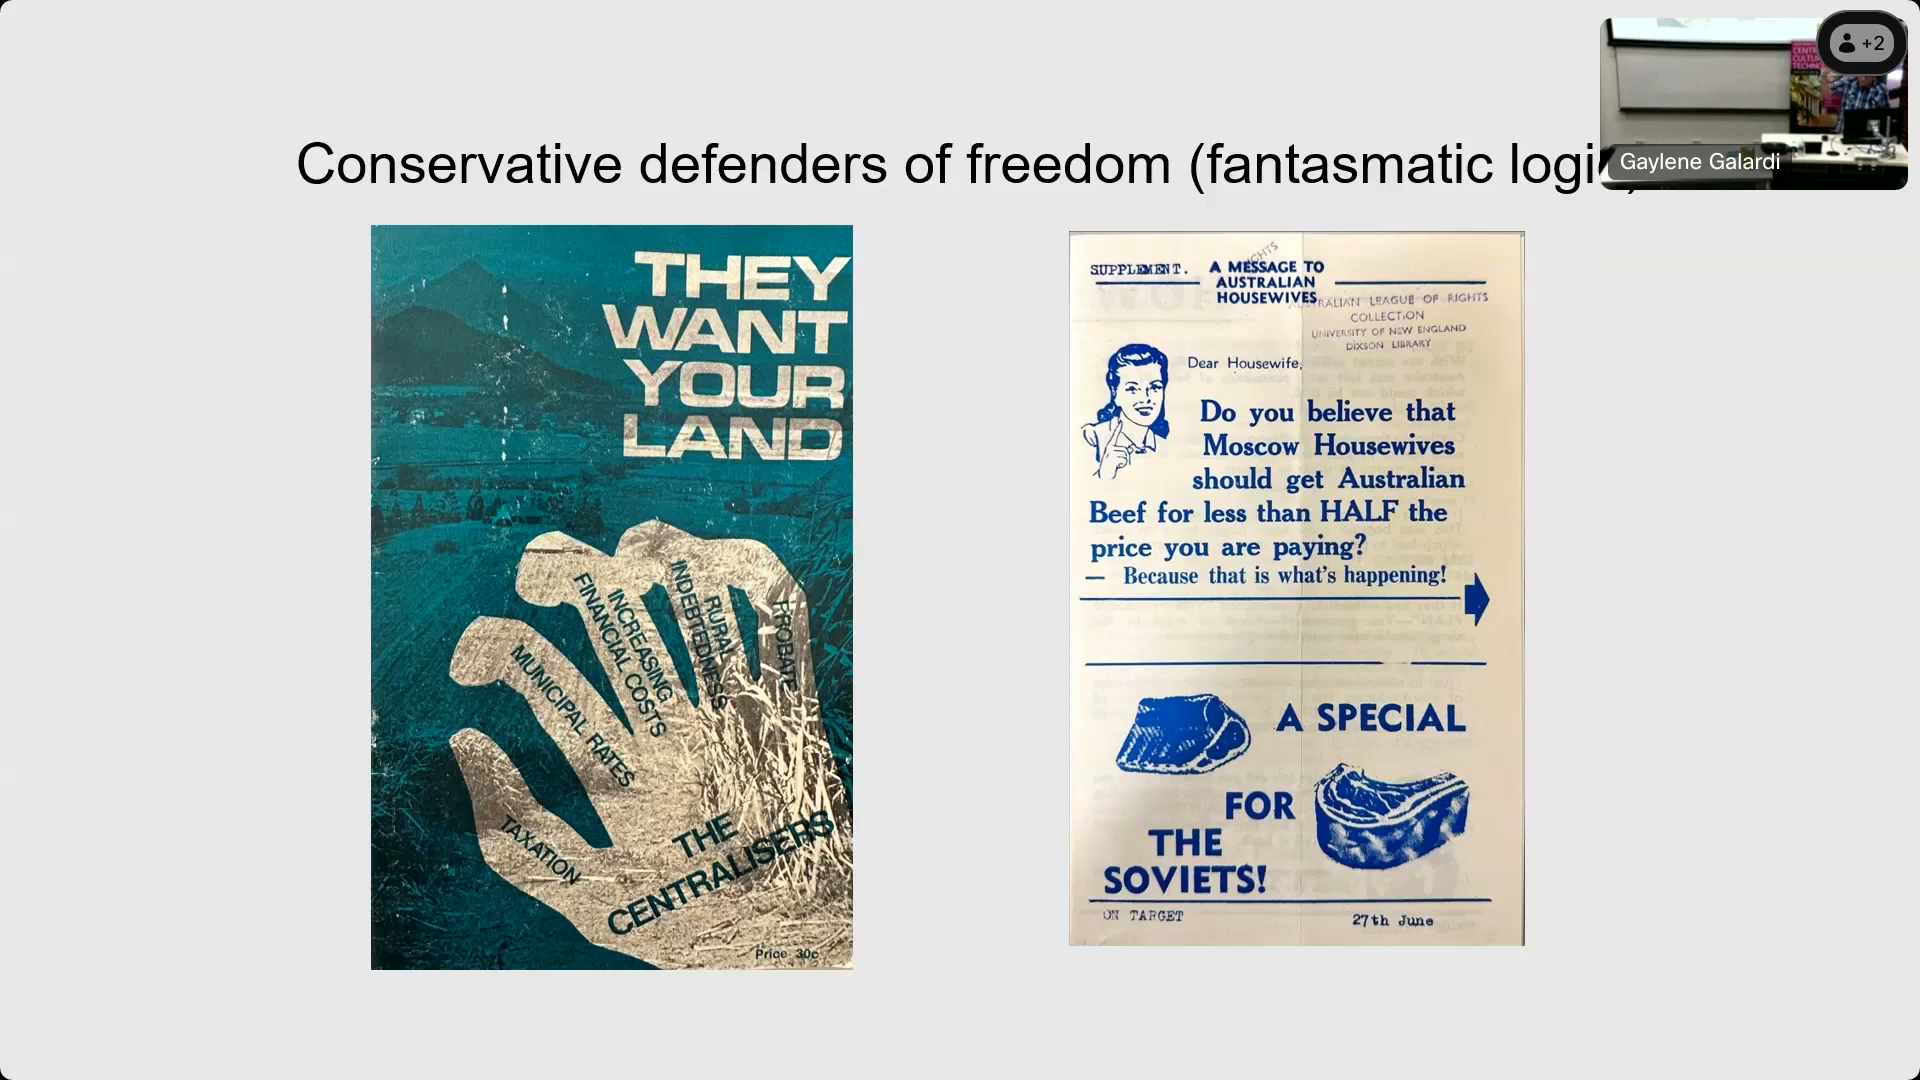 +2
Gaylene Galardi
Conservative defenders of freedom (fantasmatic logi
THEY
WANT
YOUR
LAND
TAXATION
MUNICIPAL RATES
INCREASING
FINANCIAL COSTS
RURAL
INDEBTEDNESS
PROBATE
THE
CENTRALISERS
Price 30c
SUPPLEMENT.
A MESSAGE TO
AUSTRALIAN
HOUSEWIVES
RALIAN LEAGUE OF RIGHTS
COLLECTION
UNIVERSITY OF NEW ENGLAND
DIXSON LIBRARY
Dear Housewife,
Do you believe that
Moscow Housewives
should get Australian
Beef for less than HALF the
price you are paying?
— Because that is what's happening!
A SPECIAL
FOR
THE
SOVIETS!
ON TARGET
27th June